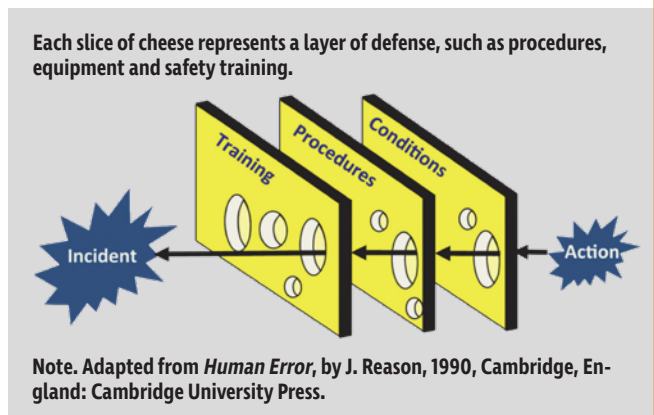 Each slice of cheese represents a layer of defense, such as procedures,
equipment and safety training.
Training
Procedures
Conditions
Incident
Action
Note. Adapted from Human Error, by J. Reason, 1990, Cambridge, En-
gland: Cambridge University Press.